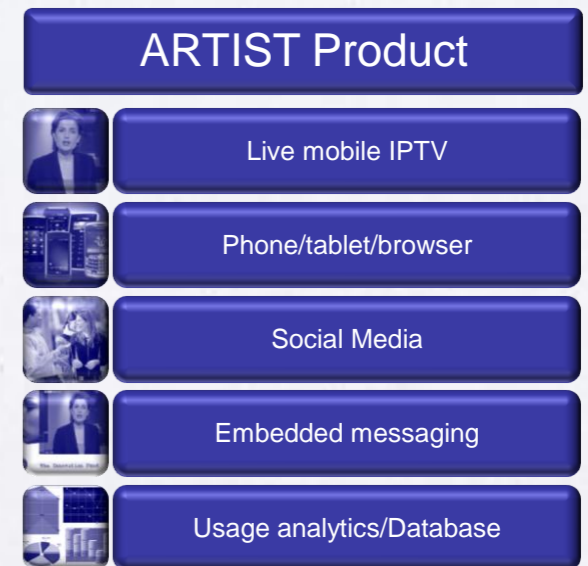 ARTIST Product
Live mobile IPTV
Phone/tablet/browser
Social Media
Embedded messaging
Usage analytics/Database